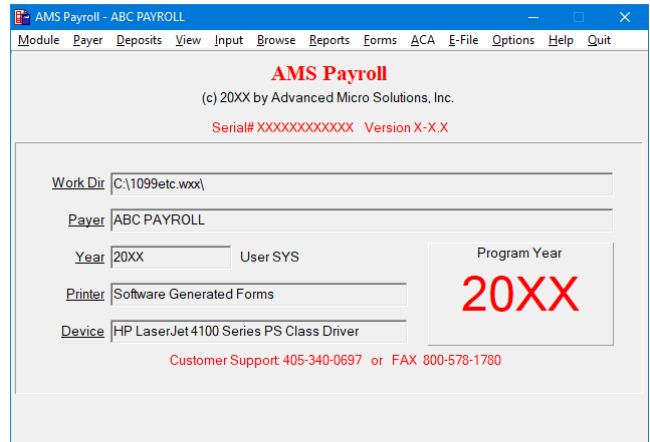 AMS Payroll - ABC PAYROLL
Module Payer Deposits View Input Browse Reports Forms ACA E-File Options Help Quit
AMS Payroll
(c) 20XX by Advanced Micro Solutions, Inc.
Serial# XXXXXXXXXXXX Version X-X.X
Work Dir C:\1099etc.wxx\
Payer ABC PAYROLL
Year 20XX User SYS
Program Year
20XX
Printer Software Generated Forms
Device HP LaserJet 4100 Series PS Class Driver
Customer Support 405-340-0697 or FAX 800-578-1780